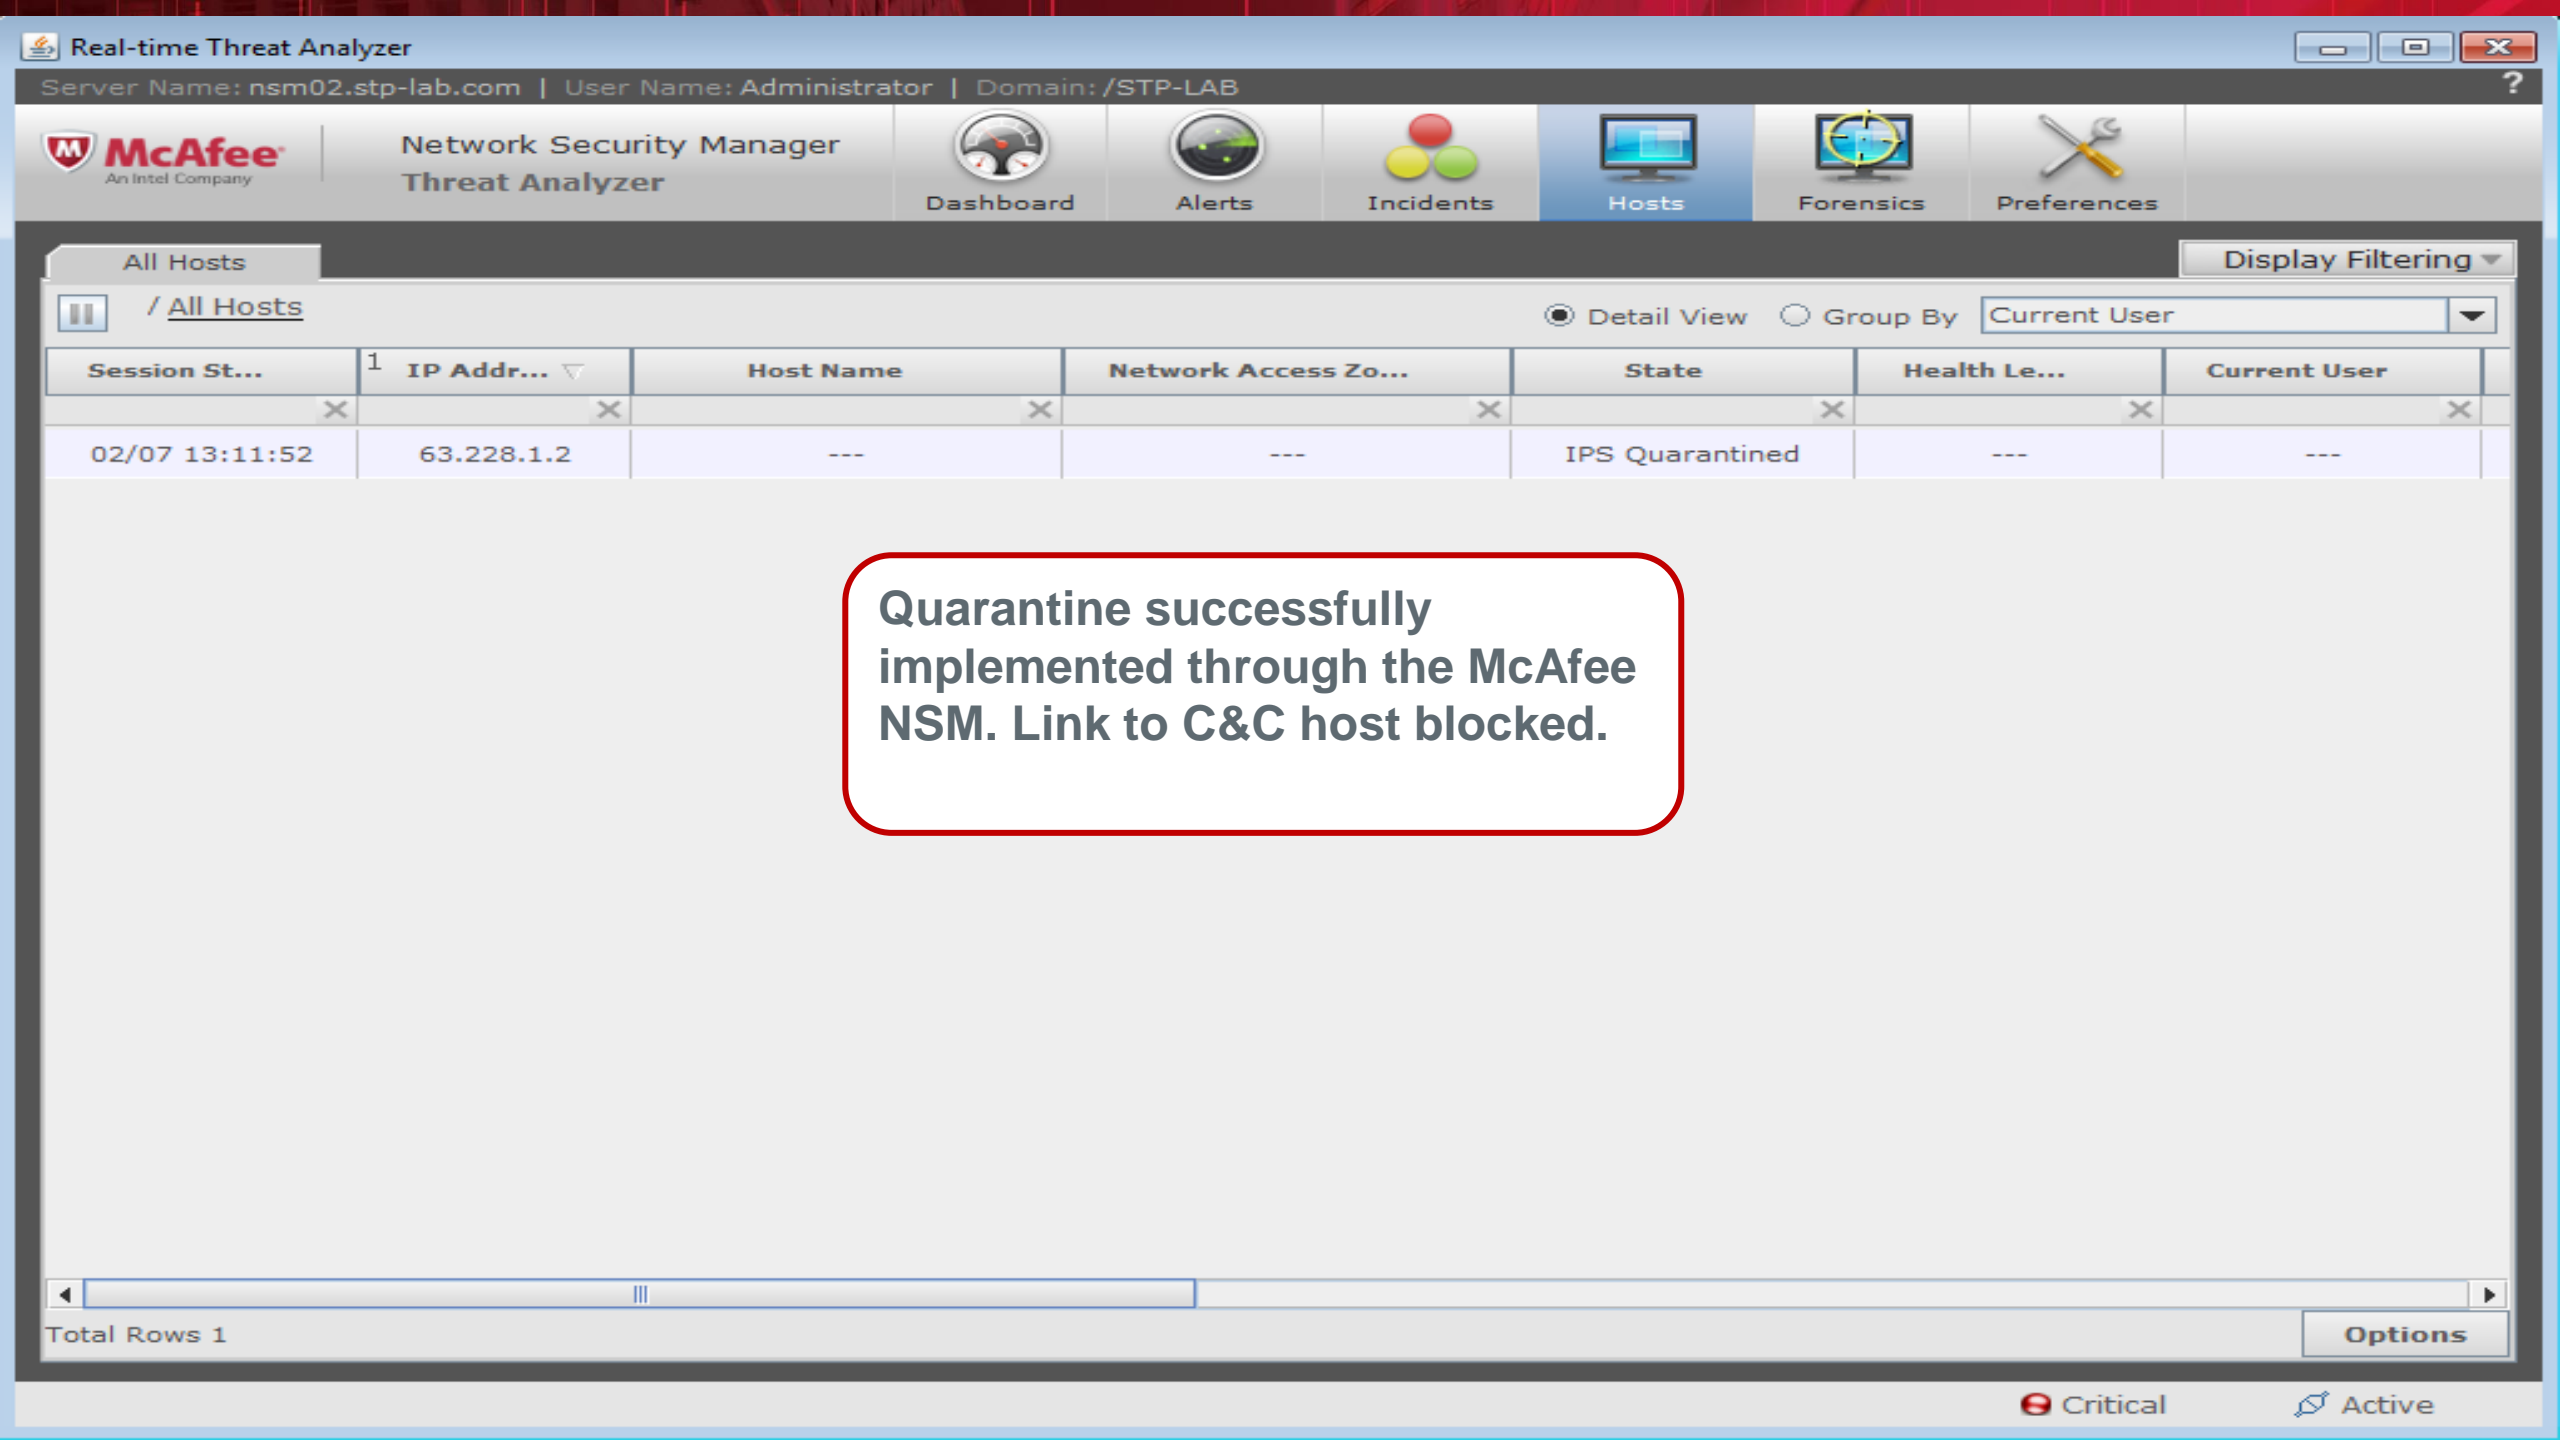 Real-time Threat Analyzer
Server Name: nsm02.stp-lab.com | User Name: Administrator | Domain: /STP-LAB ?
McAfee
An Intel Company
Network Security Manager
Threat Analyzer
Dashboard Alerts Incidents Hosts Forensics Preferences
All Hosts Display Filtering
/ All Hosts Detail View Group By Current User
Session St... 1 IP Addr... Host Name Network Access Zo... State Health Le... Current User
02/07 13:11:52 63.228.1.2 --- --- IPS Quarantined --- ---
Quarantine successfully
implemented through the McAfee
NSM. Link to C&C host blocked.
Total Rows 1 Options
Critical Active